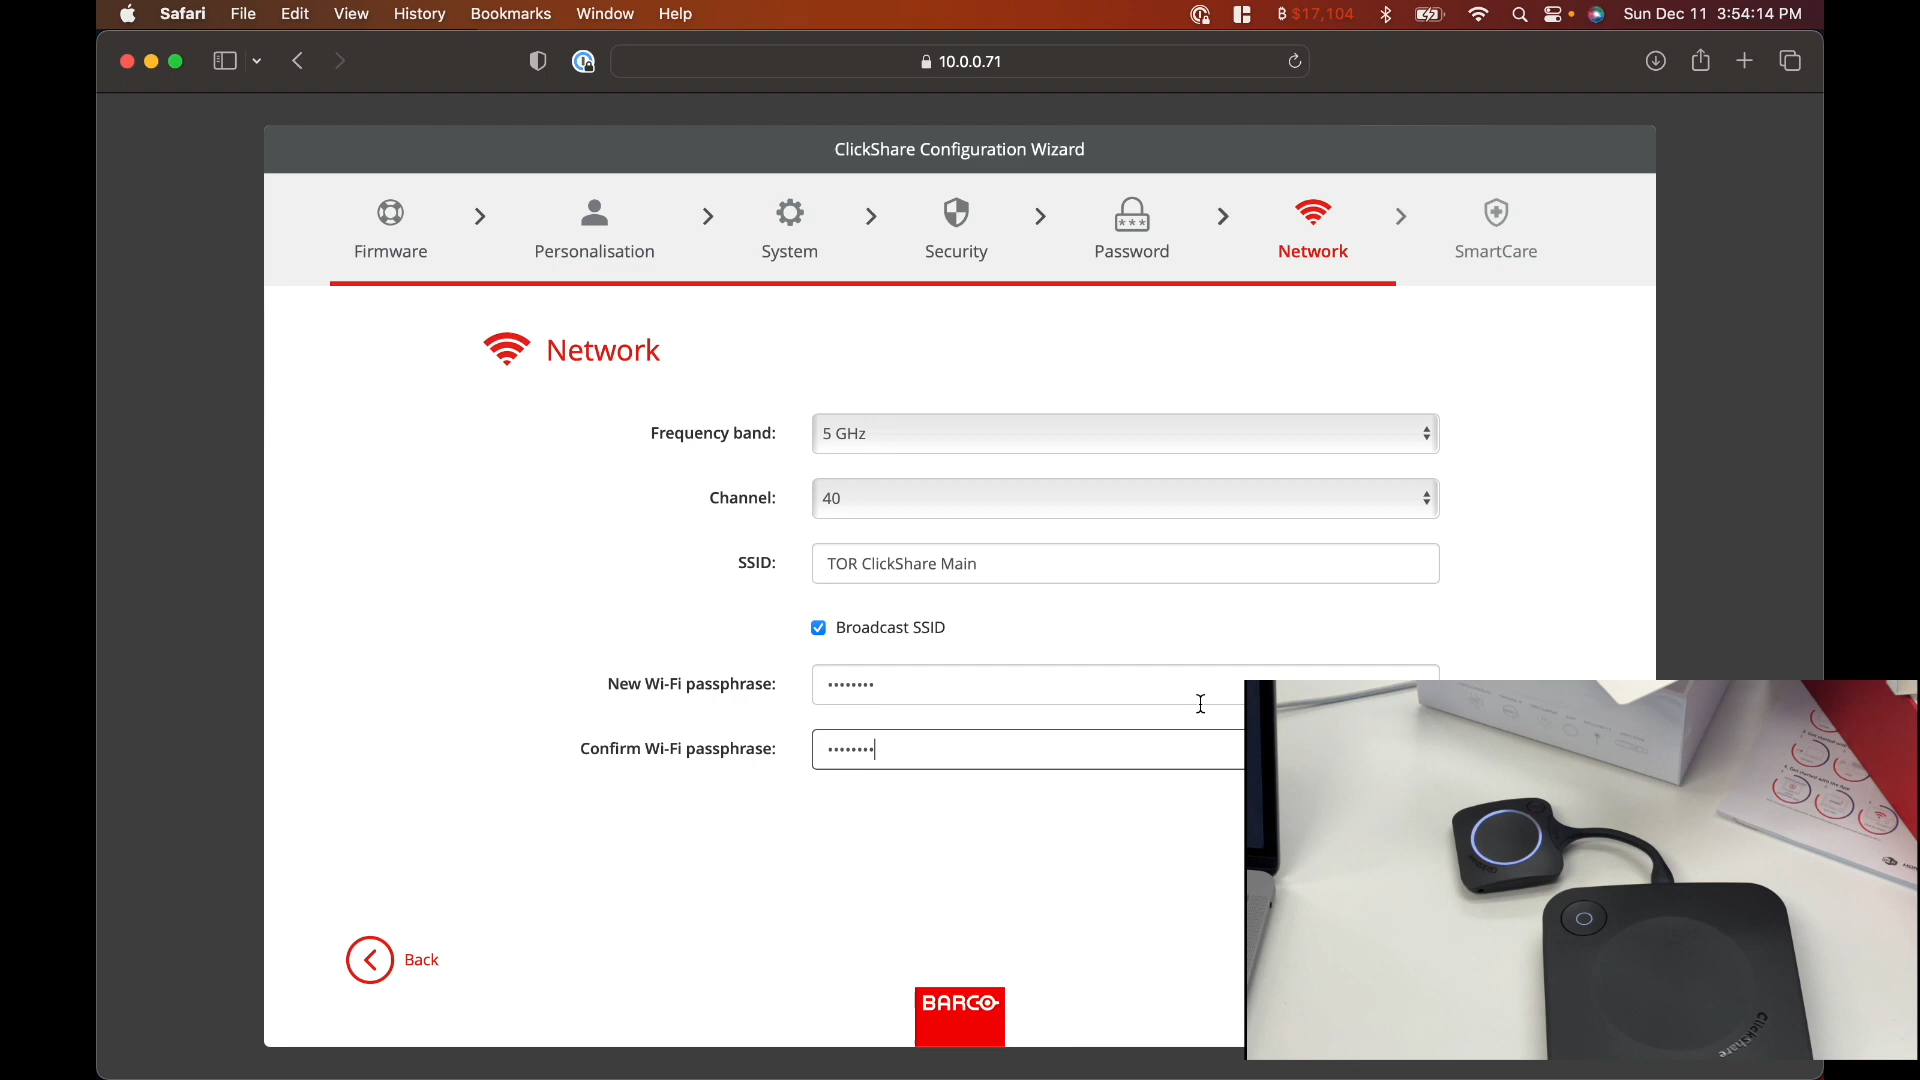 Safari File Edit View History Bookmarks Window Help
$17,104
Sun Dec 11 3:54:14 PM
10.0.0.71
ClickShare Configuration Wizard
***
Firmware
Personalisation
System
Security
Password
Network
SmartCare
Network
Frequency band:
5 GHz
Channel:
40
SSID:
TOR ClickShare Main
Broadcast SSID
New Wi-Fi passphrase:
••••••••
Confirm Wi-Fi passphrase:
••••••••
Back
BARCO
ClickShare